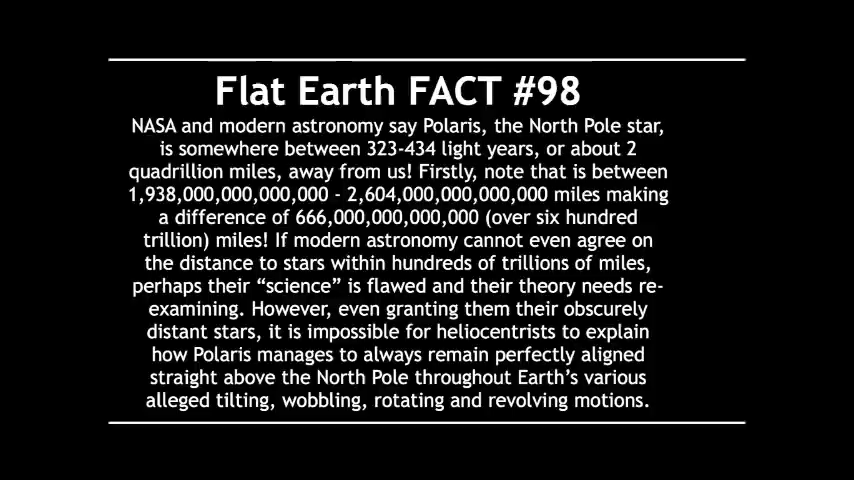 Flat Earth FACT #98
NASA and modern astronomy say Polaris, the North Pole star,
is somewhere between 323-434 light years, or about 2
quadrillion miles, away from us! Firstly, note that is between
1,938,000,000,000,000 - 2,604,000,000,000,000 miles making
a difference of 666,000,000,000,000 (over six hundred
trillion) miles! If modern astronomy cannot even agree on
the distance to stars within hundreds of trillions of miles,
perhaps their “science” is flawed and their theory needs re-
examining. However, even granting them their obscurely
distant stars, it is impossible for heliocentrists to explain
how Polaris manages to always remain perfectly aligned
straight above the North Pole throughout Earth’s various
alleged tilting, wobbling, rotating and revolving motions.